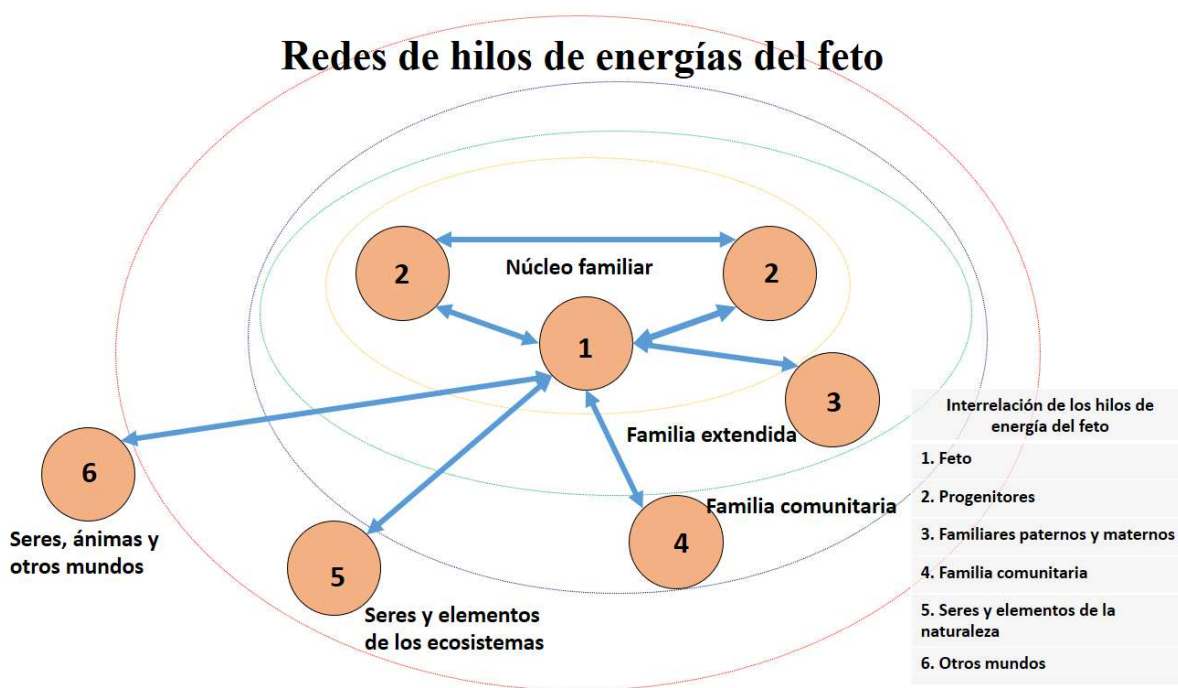 Redes de hilos de energías del feto
2
2
Núcleo familiar
1
3
Familia extendida
6
Seres, ánimas y
otros mundos
5
Seres y elementos
de los ecosistemas
4
Familia comunitaria
Interrelación de los hilos de
energía del feto
1. Feto
2. Progenitores
3. Familiares paternos y maternos
4. Familia comunitaria
5. Seres y elementos de la
naturaleza
6. Otros mundos